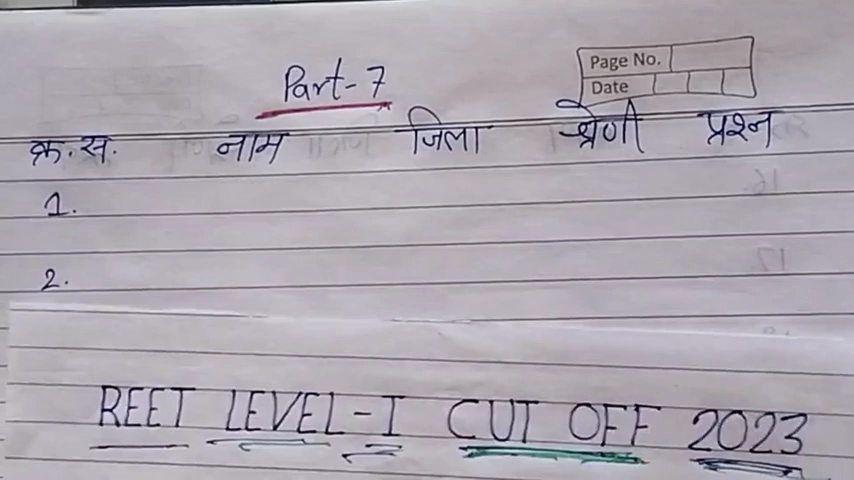 Part-7
Page No.
Date
क्र.स. नाम जिला श्रेणी प्रश्न
1.
2.
REET LEVEL-I CUT OFF 2023